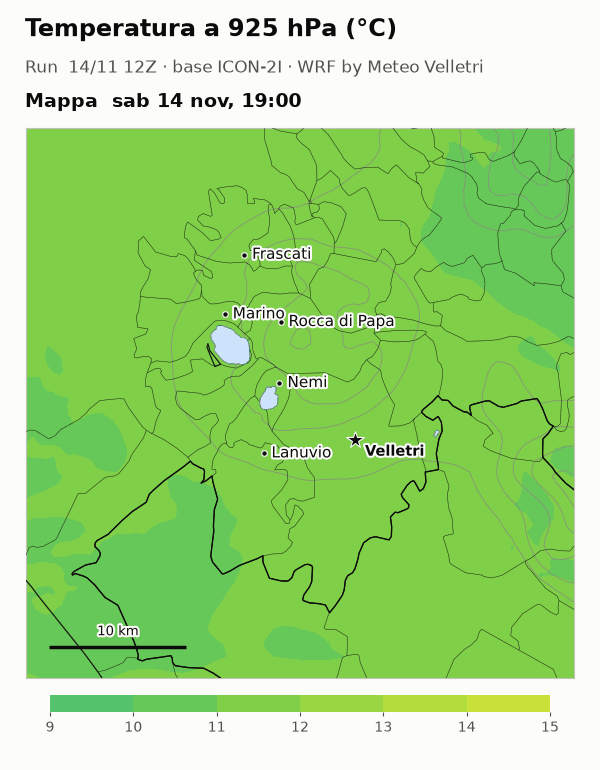 Temperatura a 925 hPa (°C)
Run  14/11 12Z · base ICON-2I · WRF by Meteo Velletri
Mappa  sab 14 nov, 19:00
Frascati
Marino
Rocca di Papa
Nemi
Velletri
Lanuvio
10 km
9 10 11 12 13 14 15